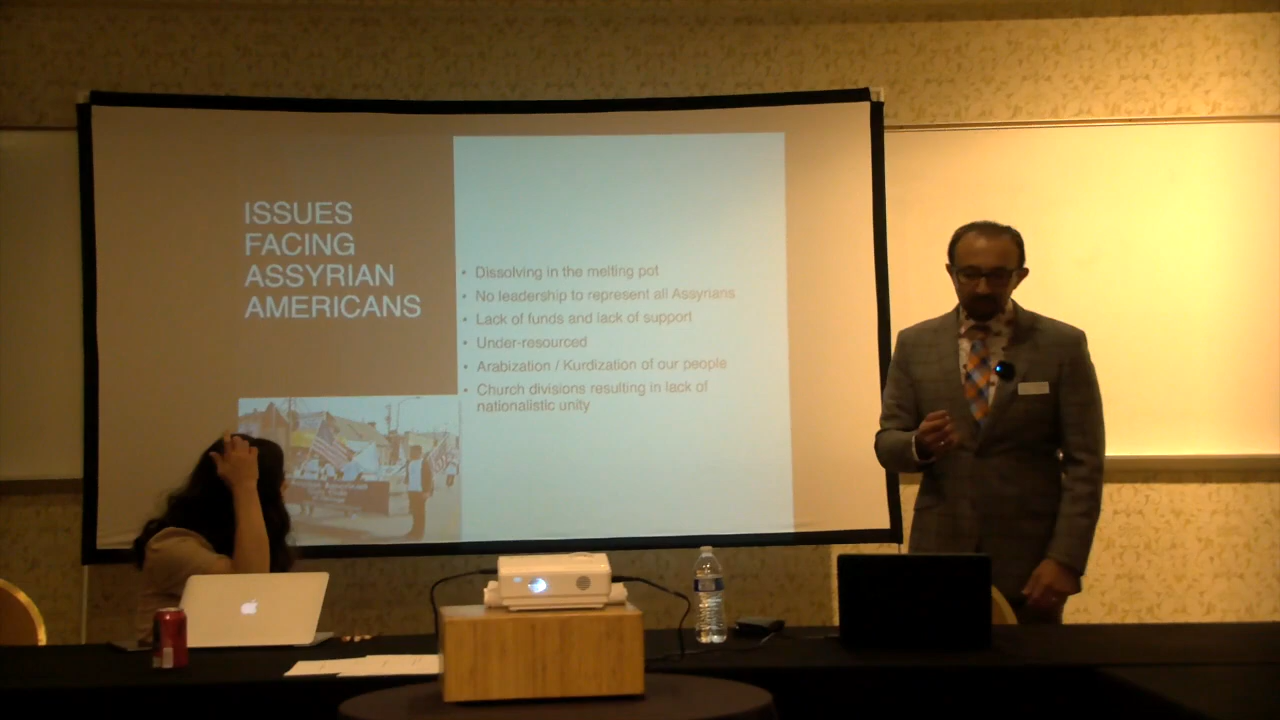 ISSUES
FACING
ASSYRIAN
AMERICANS
• Dissolving in the melting pot
• No leadership to represent all Assyrians
• Lack of funds and lack of support
• Under-resourced
• Arabization / Kurdization of our people
• Church divisions resulting in lack of
nationalistic unity